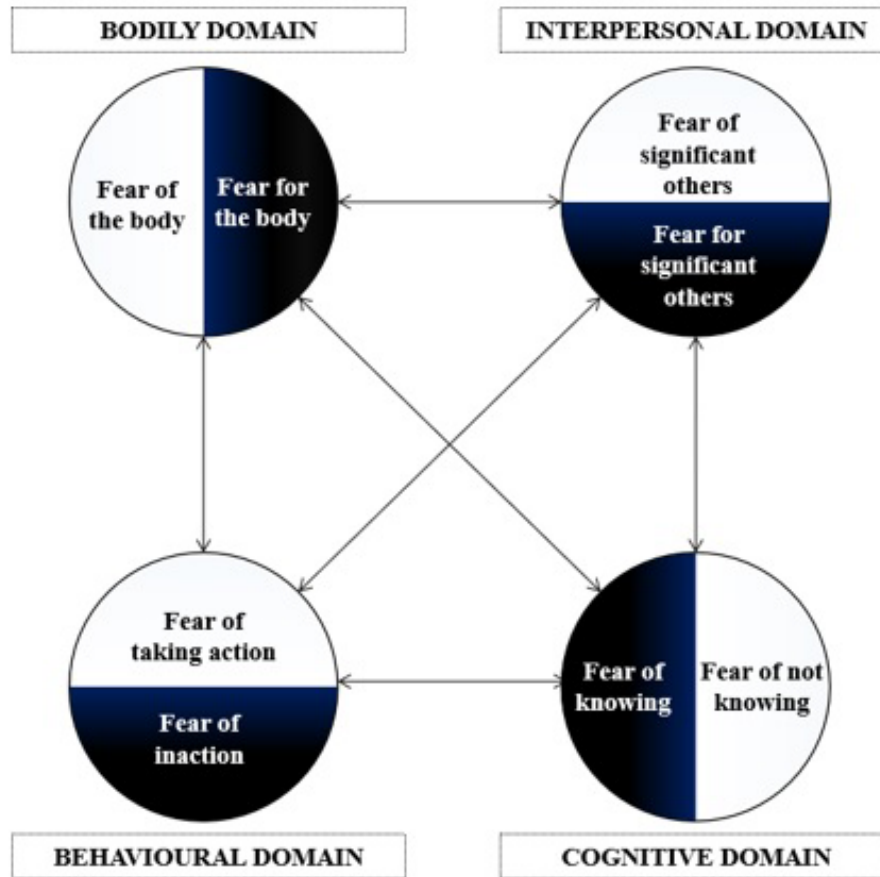 BODILY DOMAIN
INTERPERSONAL DOMAIN
Fear of
the body
Fear for
the body
Fear of
significant
others
Fear for
significant
others
Fear of
taking action
Fear of
inaction
Fear of
knowing
Fear of not
knowing
BEHAVIOURAL DOMAIN
COGNITIVE DOMAIN